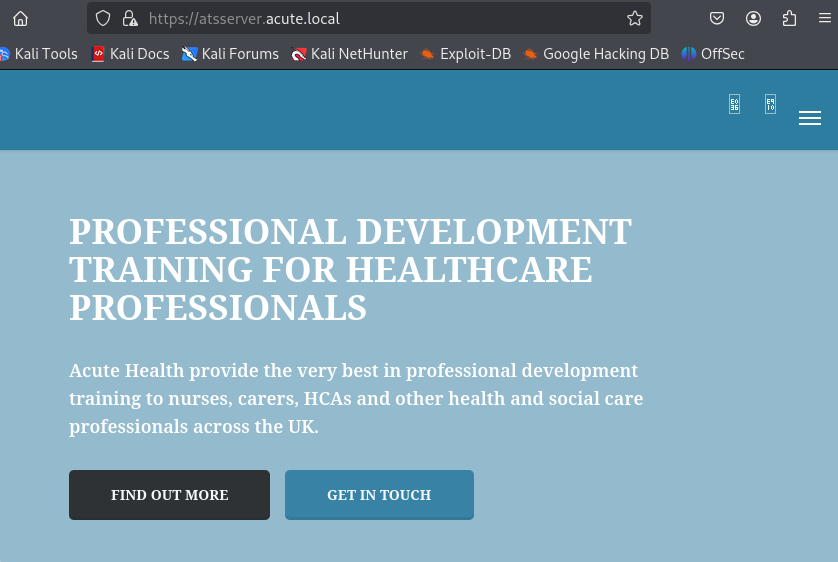 https://atsserver.acute.local
Kali Tools Kali Docs Kali Forums Kali NetHunter Exploit-DB Google Hacking DB OffSec
PROFESSIONAL DEVELOPMENT
TRAINING FOR HEALTHCARE
PROFESSIONALS
Acute Health provide the very best in professional development
training to nurses, carers, HCAs and other health and social care
professionals across the UK.
FIND OUT MORE GET IN TOUCH